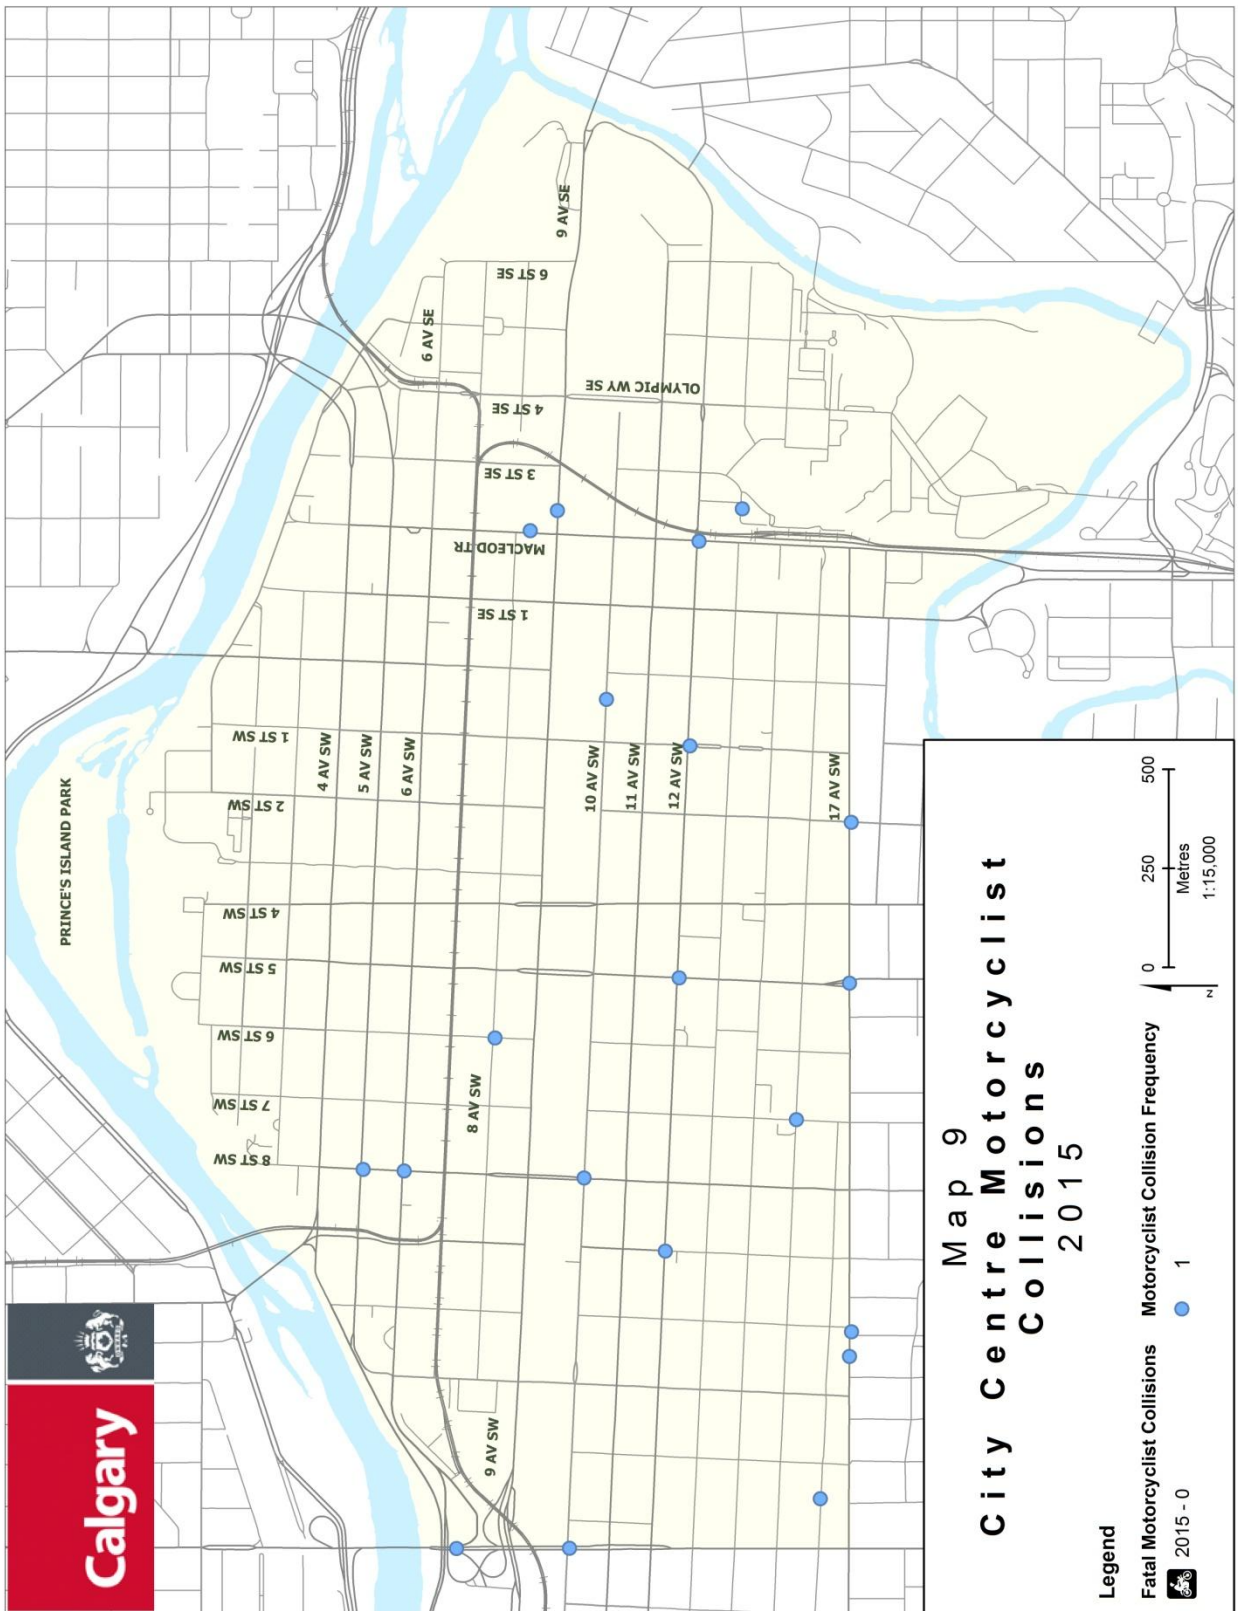 Calgary
PRINCE'S ISLAND PARK
8 ST SW
7 ST SW
6 ST SW
5 ST SW
4 ST SW
2 ST SW
1 ST SW
4 AV SW
5 AV SW
6 AV SW
8 AV SW
9 AV SW
10 AV SW
11 AV SW
12 AV SW
17 AV SW
1 ST SE
MACLEOD TR
3 ST SE
4 ST SE
6 ST SE
6 AV SE
9 AV SE
OLYMPIC WY SE
Map 9
City Centre Motorcyclist
Collisions
2015
Legend
Fatal Motorcyclist Collisions
2015 - 0
Motorcyclist Collision Frequency
1
N
0 250 500
Metres
1:15,000